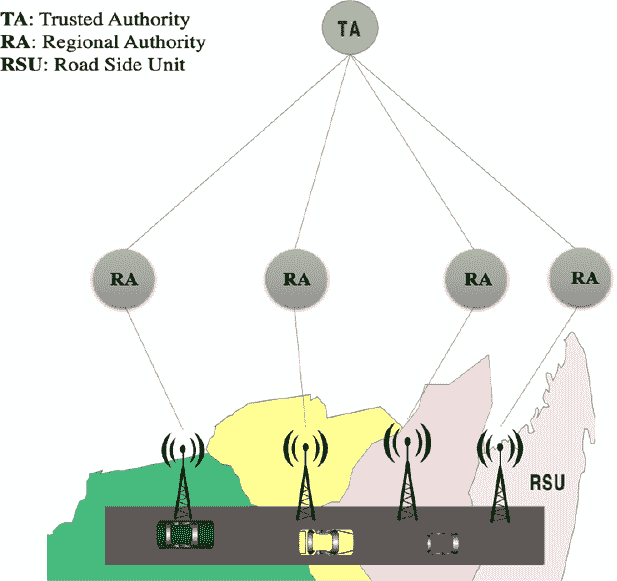 TA: Trusted Authority
RA: Regional Authority
RSU: Road Side Unit
TA
RA
RA
RA
RA
RSU